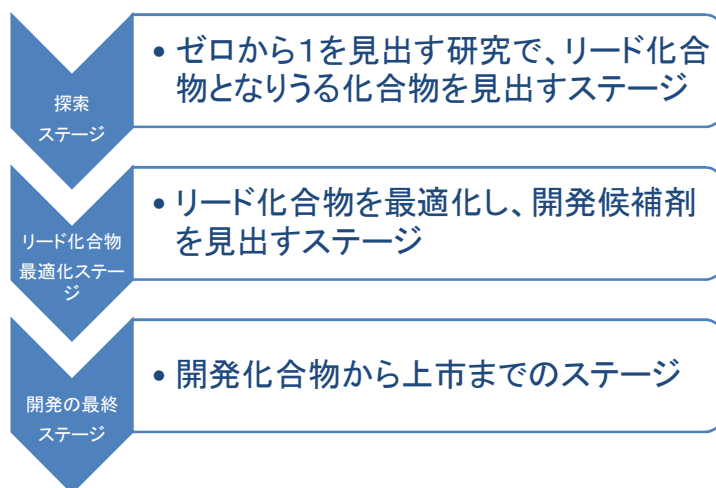 探索
ステージ
• ゼロから1を見出す研究で、リード化合
物となりうる化合物を見出すステージ
リード化合物
最適化ステー
ジ
• リード化合物を最適化し、開発候補剤
を見出すステージ
開発の最終
ステージ
• 開発化合物から上市までのステージ